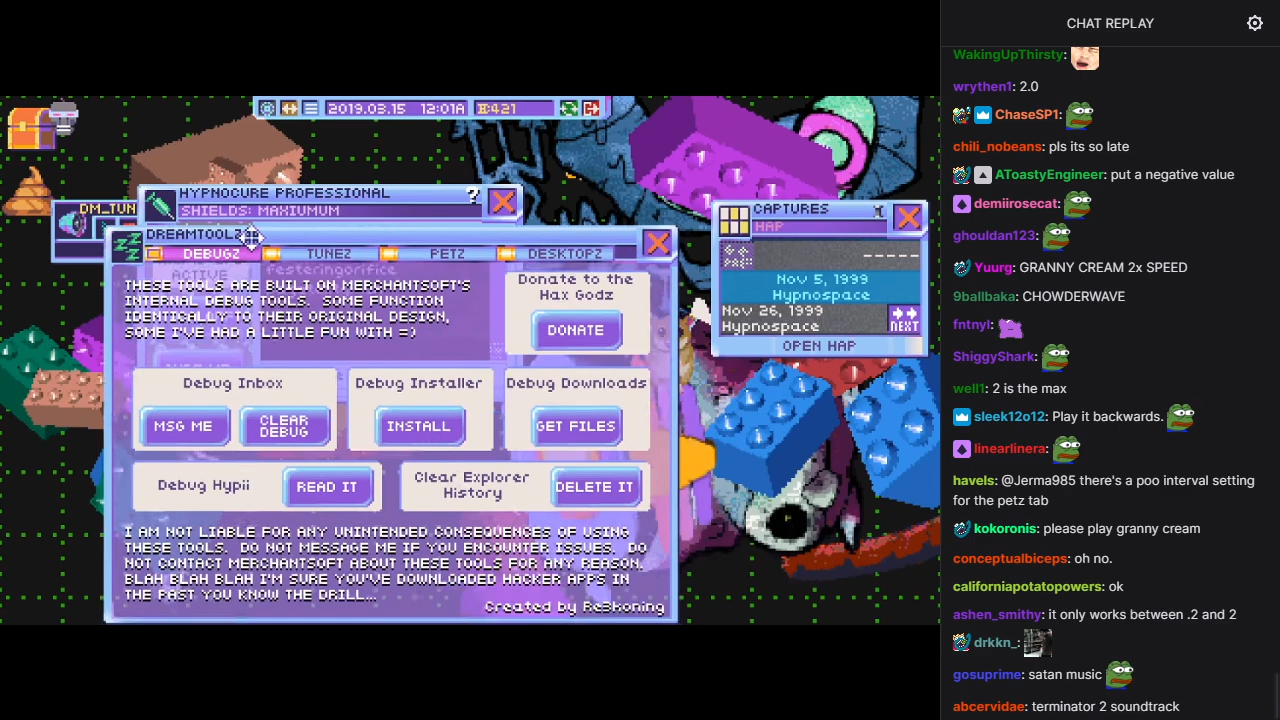 2019.03.15 12:01A
421
DM_TUN
HYPNOCURE PROFESSIONAL
?
SHIELDS: MAXIUMUM
DREAMTOOLZ
DEBUGZ
TUNEZ
PETZ
DESKTOPZ
ACTIVE
festeringorifice
THESE TOOLS ARE BUILT ON MERCHANTSOFT'S
INTERNAL DEBUG TOOLS. SOME FUNCTION
IDENTICALLY TO THEIR ORIGINAL DESIGN,
SOME I'VE HAD A LITTLE FUN WITH =)
Donate to the
Hax Godz
DONATE
Debug Inbox
MSG ME
CLEAR
DEBUG
Debug Installer
INSTALL
Debug Downloads
GET FILES
Debug Hypii
READ IT
Clear Explorer
History
DELETE IT
I AM NOT LIABLE FOR ANY UNINTENDED CONSEQUENCES OF USING
THESE TOOLS. DO NOT MESSAGE ME IF YOU ENCOUNTER ISSUES. DO
NOT CONTACT MERCHANTSOFT ABOUT THESE TOOLS FOR ANY REASON.
BLAH BLAH BLAH I'M SURE YOU'VE DOWNLOADED HACKER APPS IN
THE PAST YOU KNOW THE DRILL...
Created by Re3koning
CAPTURES
HAP
-----
Nov 5, 1999
Hypnospace
Nov 26, 1999
Hypnospace
NEXT
OPEN HAP
CHAT REPLAY
WakingUpThirsty:
wrythen1: 2.0
ChaseSP1:
chili_nobeans: pls its so late
AToastyEngineer: put a negative value
demiirosecat:
ghouldan123:
Yuurg: GRANNY CREAM 2x SPEED
9ballbaka: CHOWDERWAVE
fntnyl:
ShiggyShark:
well1: 2 is the max
sleek12o12: Play it backwards.
linearlinera:
havels: @Jerma985 there's a poo interval setting
for the petz tab
kokoronis: please play granny cream
conceptualbiceps: oh no.
californiapotatopowers: ok
ashen_smithy: it only works between .2 and 2
drkkn_:
gosuprime: satan music
abcervidae: terminator 2 soundtrack